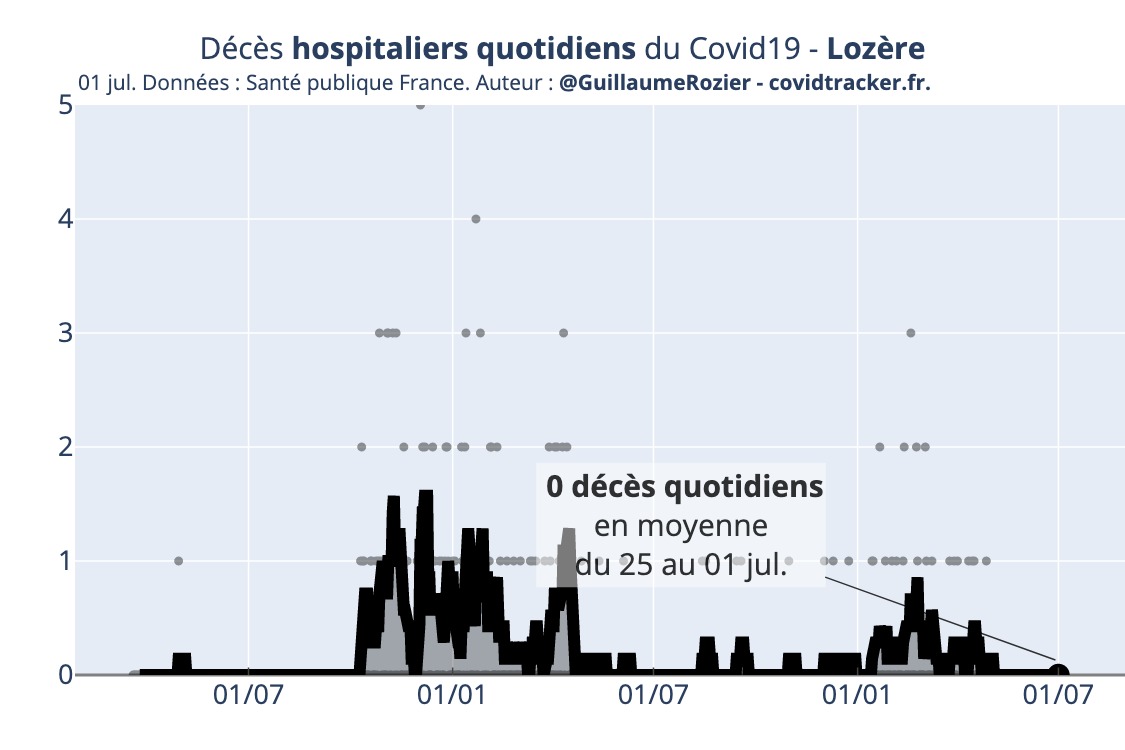 Décès hospitaliers quotidiens du Covid19 - Lozère
01 jul. Données : Santé publique France. Auteur : @GuillaumeRozier - covidtracker.fr.
5
4
3
2
0 décès quotidiens
en moyenne
1
du 25 au 01 jul.
0
01/07 01/01 01/07 01/01 01/07